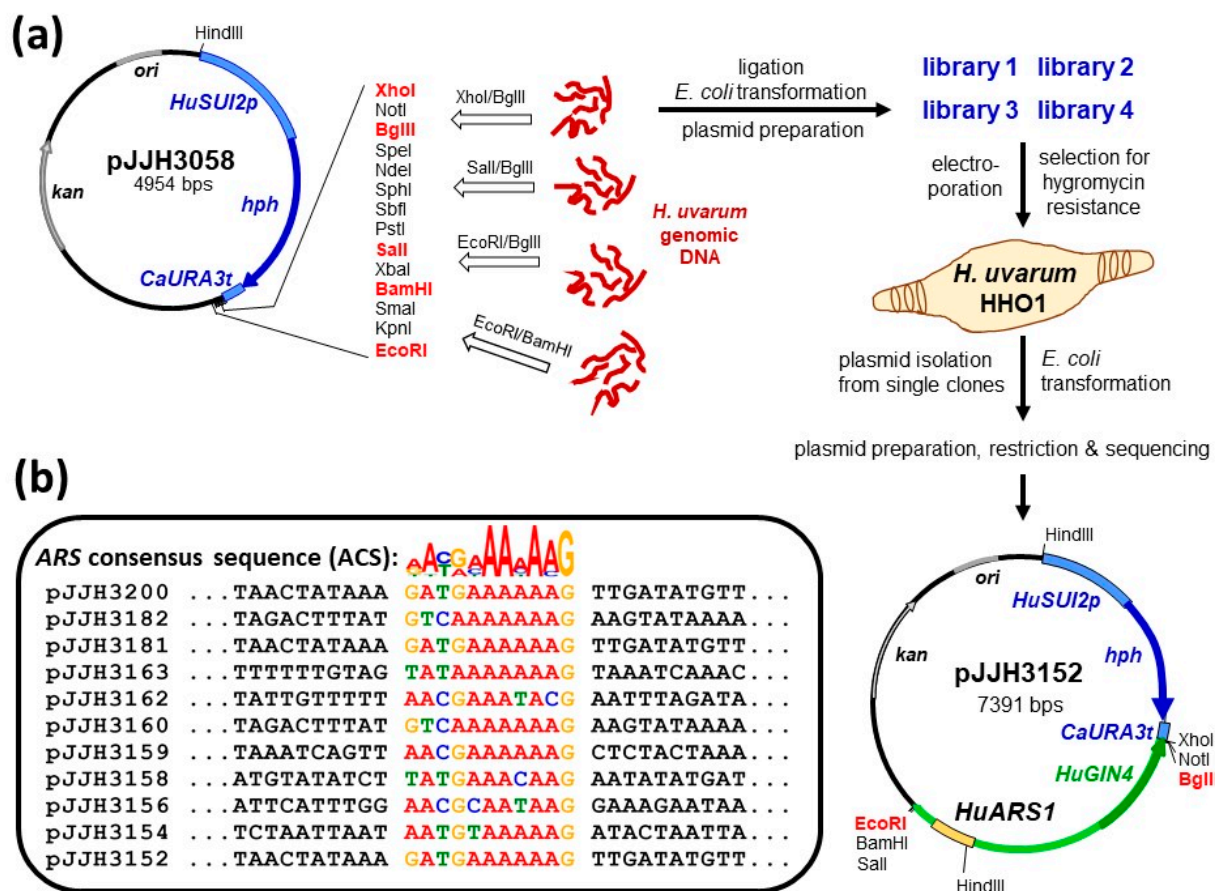 (a)
HindIII
ori
HuSUI2p
pJJH3058
4954 bps
kan
hph
CaURA3t
XhoI
NotI
BglII
SpeI
NdeI
SphI
SbfI
PstI
SalI
XbaI
BamHI
SmaI
KpnI
EcoRI
XhoI/BglII
SalI/BglII
EcoRI/BglII
EcoRI/BamHI
H. uvarum
genomic
DNA
ligation
E. coli transformation
plasmid preparation
library 1 library 2
library 3 library 4
electro-
poration
selection for
hygromycin
resistance
H. uvarum
HHO1
plasmid isolation
from single clones
E. coli
transformation
plasmid preparation, restriction & sequencing
HindIII
ori
HuSUI2p
kan
pJJH3152
7391 bps
hph
CaURA3t
XhoI
NotI
BglII
HuGIN4
HuARS1
EcoRI
BamHI
SalI
HindIII
(b)
ARS consensus sequence (ACS):
pJJH3200 ...TAACTATAAA GATGAAAAAAG TTGATATGTT...
pJJH3182 ...TAGACTTTAT GTCAAAAAAAG AAGTATAAAA...
pJJH3181 ...TAACTATAAA GATGAAAAAAG TTGATATGTT...
pJJH3163 ...TTTTTTGTAG TATAAAAAAAG TAAATCAAAC...
pJJH3162 ...TATTGTTTTT AACGAAATACG AATTTAGATA...
pJJH3160 ...TAGACTTTAT GTCAAAAAAAG AAGTATAAAA...
pJJH3159 ...TAAATCAGTT AACGAAAAAAG CTCTACTAAA...
pJJH3158 ...ATGTATATCT TATGAAACAAG AATATATGAT...
pJJH3156 ...ATTCATTTGG AACGCAATAAG GAAAGAATAA...
pJJH3154 ...TCTAATTAAT AATGTAAAAAG ATACTAATTA...
pJJH3152 ...TAACTATAAA GATGAAAAAAG TTGATATGTT...